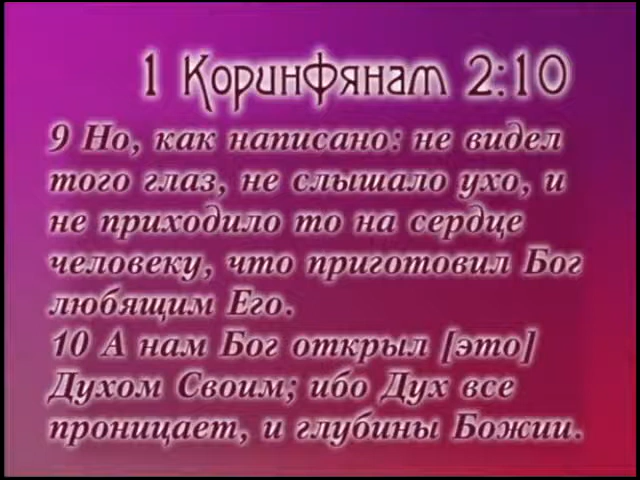 1 Коринфянам 2:10
9 Но, как написано: не видел
того глаз, не слышало ухо, и
не приходило то на сердце
человеку, что приготовил Бог
любящим Его.
10 А нам Бог открыл [это]
Духом Своим; ибо Дух все
проницает, и глубины Божии.